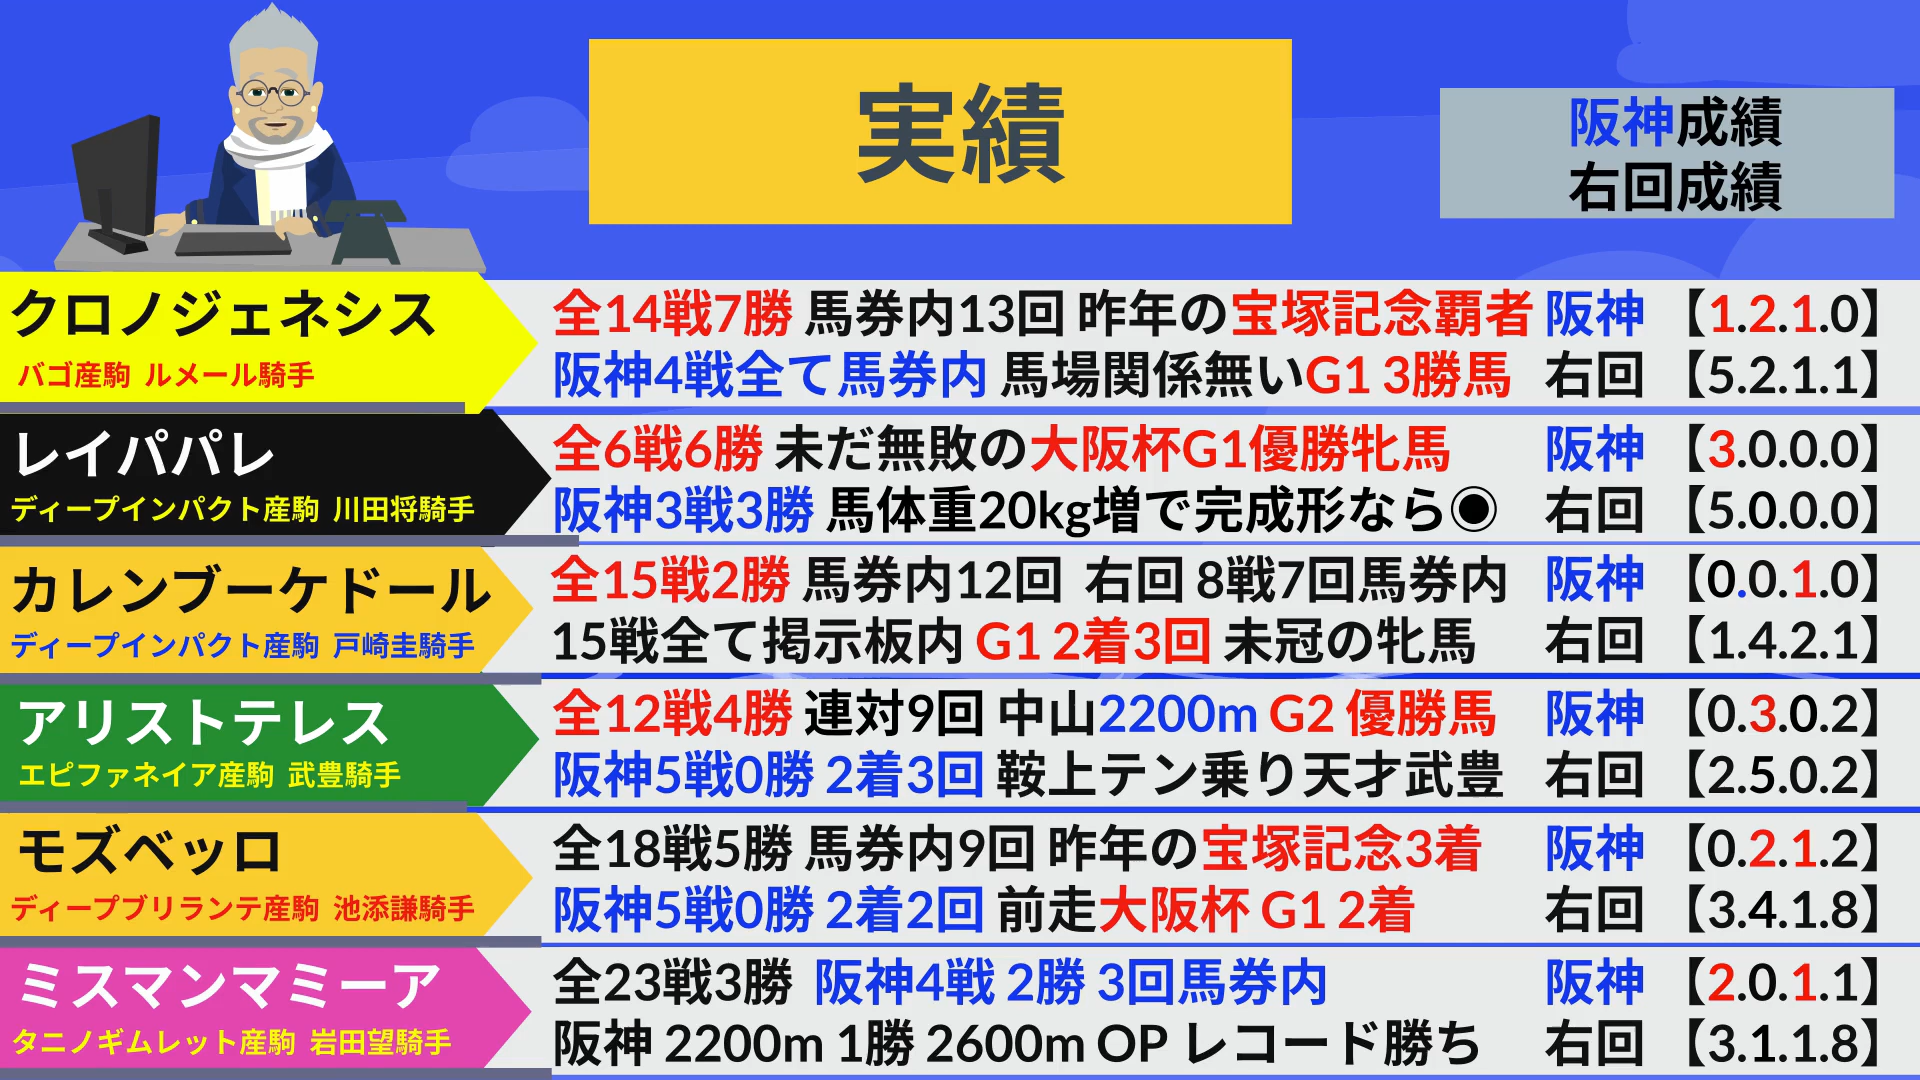 実績
阪神成績
右回成績
クロノジェネシス
バゴ産駒 ルメール騎手
全14戦7勝 馬券内13回 昨年の宝塚記念覇者 阪神 【1.2.1.0】
阪神4戦全て馬券内 馬場関係無いG1 3勝馬 右回 【5.2.1.1】
レイパパレ
ディープインパクト産駒 川田将騎手
全6戦6勝 未だ無敗の大阪杯G1優勝牝馬 阪神 【3.0.0.0】
阪神3戦3勝 馬体重20kg増で完成形なら◉ 右回 【5.0.0.0】
カレンブーケドール
ディープインパクト産駒 戸崎圭騎手
全15戦2勝 馬券内12回 右回 8戦7回馬券内 阪神 【0.0.1.0】
15戦全て掲示板内 G1 2着3回 未冠の牝馬 右回 【1.4.2.1】
アリストテレス
エピファネイア産駒 武豊騎手
全12戦4勝 連対9回 中山2200m G2 優勝馬 阪神 【0.3.0.2】
阪神5戦0勝 2着3回 鞍上テン乗り天才武豊 右回 【2.5.0.2】
モズベッロ
ディープブリランテ産駒 池添謙騎手
全18戦5勝 馬券内9回 昨年の宝塚記念3着 阪神 【0.2.1.2】
阪神5戦0勝 2着2回 前走大阪杯 G1 2着 右回 【3.4.1.8】
ミスマンマミーア
タニノギムレット産駒 岩田望騎手
全23戦3勝 阪神4戦 2勝 3回馬券内 阪神 【2.0.1.1】
阪神 2200m 1勝 2600m OP レコード勝ち 右回 【3.1.1.8】